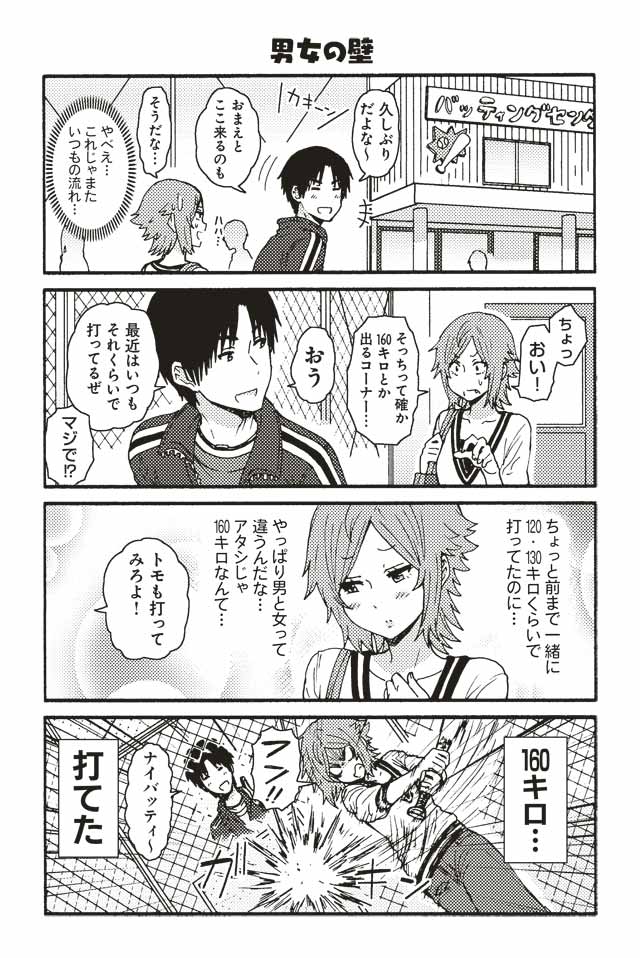 男女の壁
バッティングセンタ
カキーン
久しぶり
だよな～
おまえと
ここ来るのも
ハハ…
そうだな…
やべえ…
これじゃまた
いつもの流れ…
ちょっ
おい！
そっちって確か
160キロとか
出るコーナー…
おう
最近はいつも
それくらいで
打ってるぜ
マジで!?
ちょっと前まで一緒に
120・130キロくらいで
打ってたのに…
やっぱり男と女って
違うんだな…
アタシじゃ
160キロなんて…
トモも打って
みろよ！
160キロ…
フン!!
ガキィ
ナイバッティ～
打てた